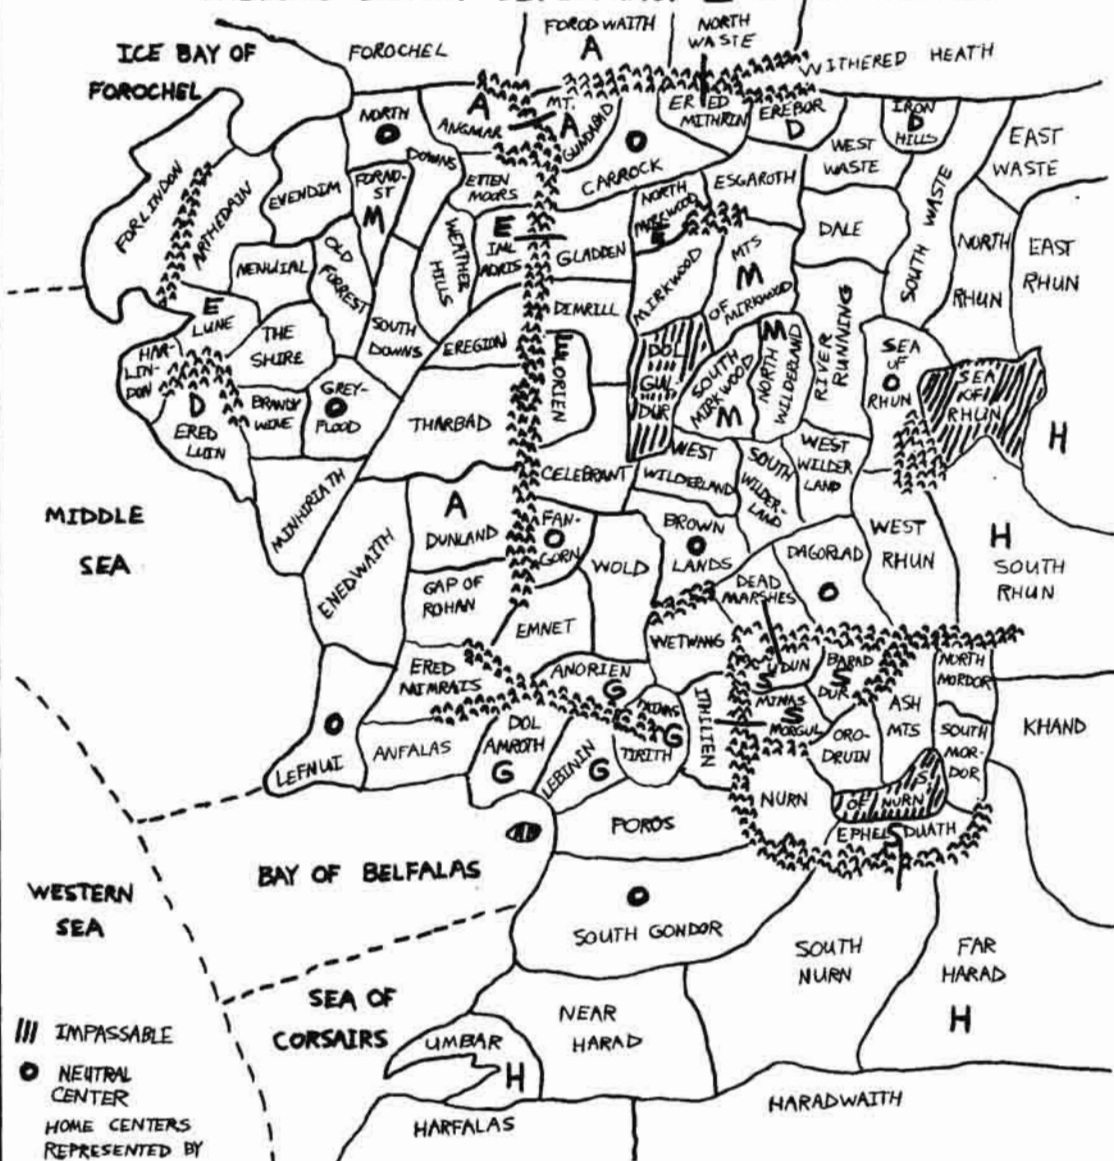 ICE BAY OF
FOROCHEL
FOROCHEL
FORODWAITH
A
NORTH
WASTE
WITHERED HEATH
NORTH
DOWNS
A
ANGMAR
MT.
A
GUNDABAD
ERED
MITHRIN
EREBOR
D
IRON
D
HILLS
EAST
WASTE
WEST
WASTE
CARROCK
ETTEN
MOORS
FORNO-
ST
M
EVENDIM
FORLINDON
ARTHEDAIN
NORTH
MIRKWOOD
E
ESGAROTH
DALE
SOUTH WASTE
NORTH
RHUN
EAST
RHUN
E
IML
ADRIS
GLADDEN
WEATHER
HILLS
OLD
FORREST
NENUIAL
MIRKWOOD
MTS
M
OF MIRKWOOD
E
LUNE
THE
SHIRE
SOUTH
DOWNS
EREGION
DIMRILL
LULORIEN
DOL
GUL
DUR
SOUTH
MIRKWOOD
M
M
NORTH
WILDERLAND
RIVER
RUNNING
SEA
OF
RHUN
SEA
OF
RHUN
H
HAR-
LIN-
DON
D
ERED
LUIN
BRANDY
WINE
GREY-
FLOOD
THARBAD
CELEBRANT
WEST
WILDERLAND
SOUTH
WILDER-
LAND
WEST
WILDER
LAND
MIDDLE
SEA
MINHIRIATH
ENEDWAITH
A
DUNLAND
FAN-
GORN
WOLD
BROWN
LANDS
DAGORLAD
WEST
RHUN
H
SOUTH
RHUN
GAP OF
ROHAN
EMNET
DEAD
MARSHES
WETWANG
ERED
NIMRAIS
ANORIEN
G
UDUN
S
BARAD
S
DUR
NORTH
MORDOR
ASH
MTS
MINAS
S
MORGUL
ORO-
DRUIN
SOUTH
MOR-
DOR
KHAND
LEFNUI
ANFALAS
DOL
AMROTH
G
LEBININ
G
MINAS
G
TIRITH
ITHILTEN
NURN
S.
OF NURN
EPHEL DUATH
S
POROS
BAY OF BELFALAS
WESTERN
SEA
SOUTH GONDOR
SOUTH
NURN
FAR
HARAD
H
SEA OF
CORSAIRS
UMBAR
H
NEAR
HARAD
HARFALAS
HARADWAITH
IMPASSABLE
NEUTRAL
CENTER
HOME CENTERS
REPRESENTED BY